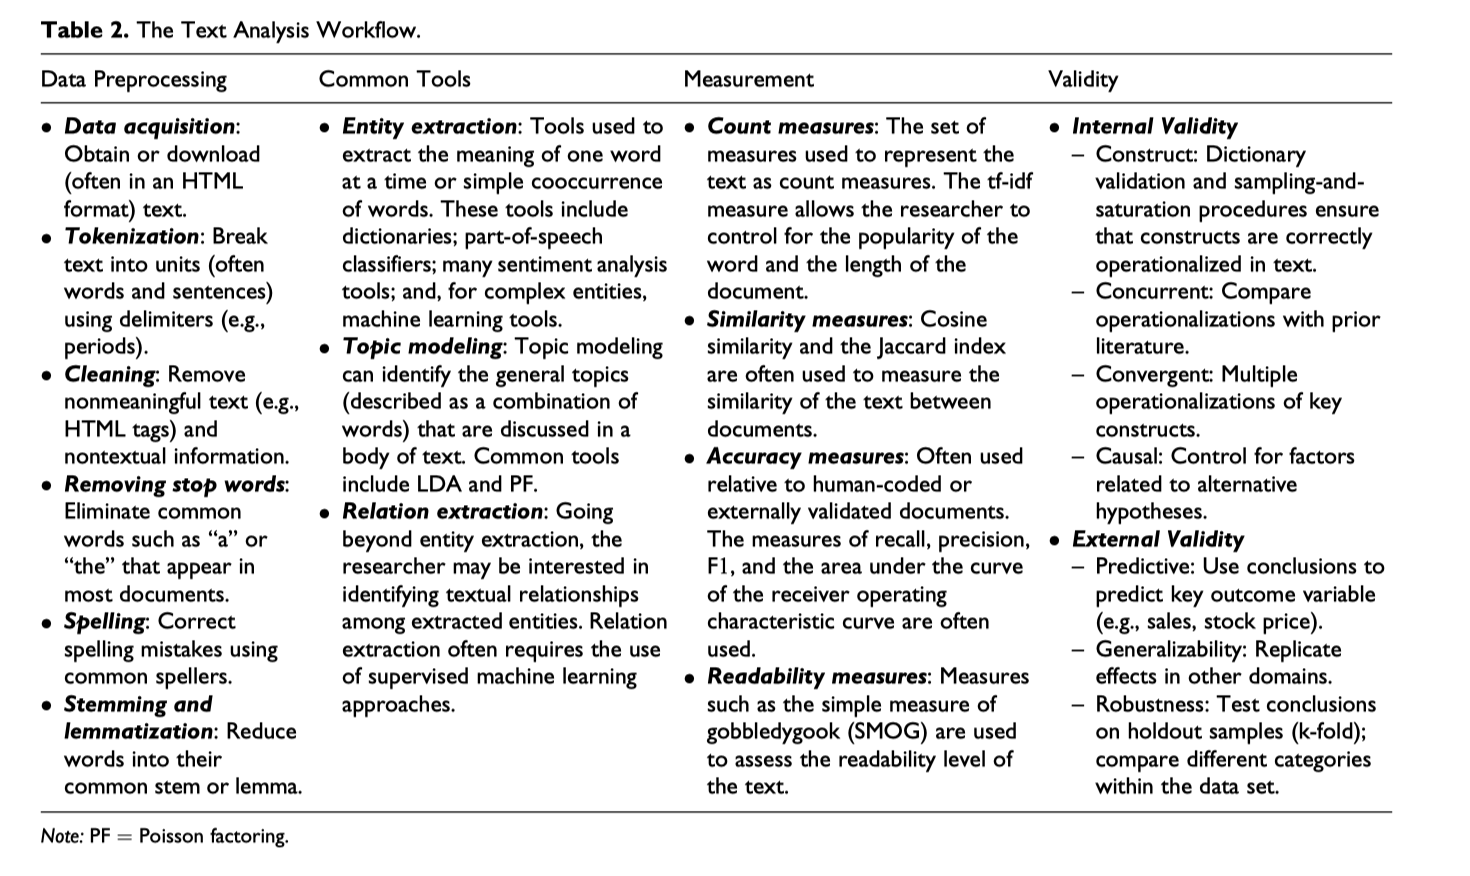 Table 2. The Text Analysis Workflow.
Data Preprocessing
Common Tools
Measurement
Validity
● Data acquisition:
Obtain or download
(often in an HTML
format) text.
● Tokenization: Break
text into units (often
words and sentences)
using delimiters (e.g.,
periods).
● Cleaning: Remove
nonmeaningful text (e.g.,
HTML tags) and
nontextual information.
● Removing stop words:
Eliminate common
words such as “a” or
“the” that appear in
most documents.
● Spelling: Correct
spelling mistakes using
common spellers.
● Stemming and
lemmatization: Reduce
words into their
common stem or lemma.
● Entity extraction: Tools used to
extract the meaning of one word
at a time or simple cooccurrence
of words. These tools include
dictionaries; part-of-speech
classifiers; many sentiment analysis
tools; and, for complex entities,
machine learning tools.
● Topic modeling: Topic modeling
can identify the general topics
(described as a combination of
words) that are discussed in a
body of text. Common tools
include LDA and PF.
● Relation extraction: Going
beyond entity extraction, the
researcher may be interested in
identifying textual relationships
among extracted entities. Relation
extraction often requires the use
of supervised machine learning
approaches.
● Count measures: The set of
measures used to represent the
text as count measures. The tf-idf
measure allows the researcher to
control for the popularity of the
word and the length of the
document.
● Similarity measures: Cosine
similarity and the Jaccard index
are often used to measure the
similarity of the text between
documents.
● Accuracy measures: Often used
relative to human-coded or
externally validated documents.
The measures of recall, precision,
F1, and the area under the curve
of the receiver operating
characteristic curve are often
used.
● Readability measures: Measures
such as the simple measure of
gobbledygook (SMOG) are used
to assess the readability level of
the text.
● Internal Validity
– Construct: Dictionary
validation and sampling-and-
saturation procedures ensure
that constructs are correctly
operationalized in text.
– Concurrent: Compare
operationalizations with prior
literature.
– Convergent: Multiple
operationalizations of key
constructs.
– Causal: Control for factors
related to alternative
hypotheses.
● External Validity
– Predictive: Use conclusions to
predict key outcome variable
(e.g., sales, stock price).
– Generalizability: Replicate
effects in other domains.
– Robustness: Test conclusions
on holdout samples (k-fold);
compare different categories
within the data set.
Note: PF = Poisson factoring.